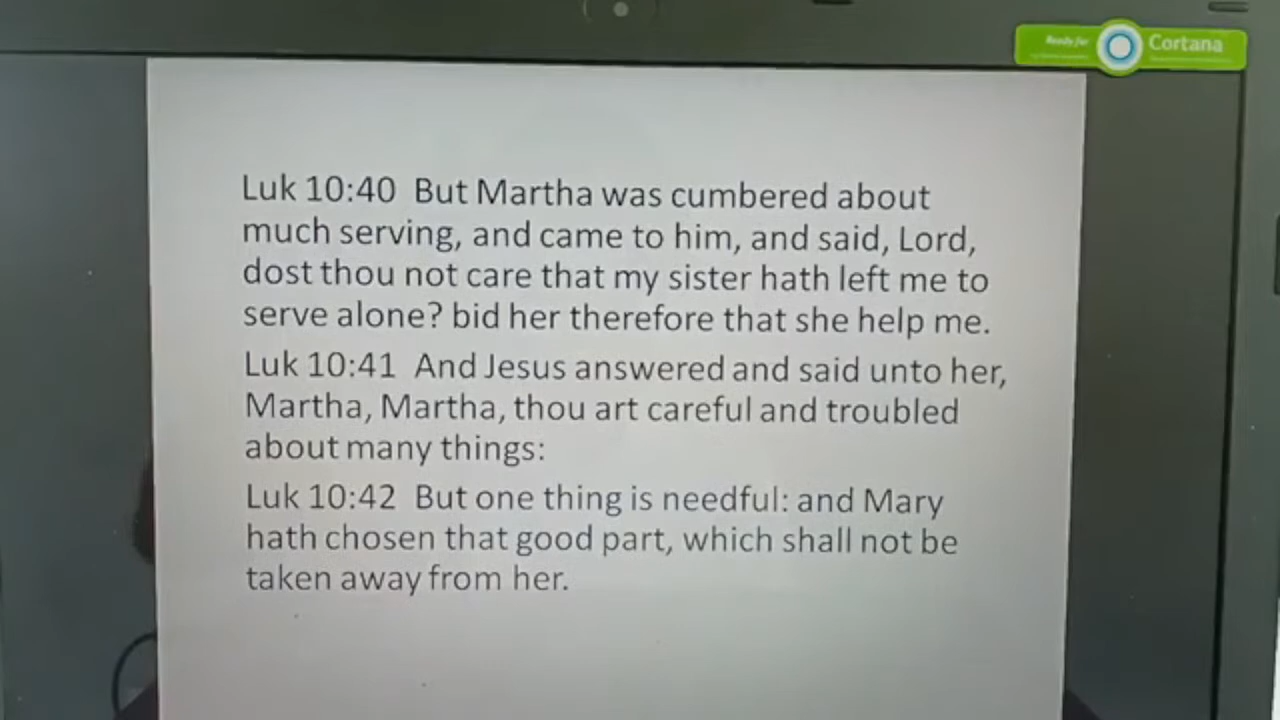 Ready for
Cortana
Luk 10:40 But Martha was cumbered about
much serving, and came to him, and said, Lord,
dost thou not care that my sister hath left me to
serve alone? bid her therefore that she help me.
Luk 10:41 And Jesus answered and said unto her,
Martha, Martha, thou art careful and troubled
about many things:
Luk 10:42 But one thing is needful: and Mary
hath chosen that good part, which shall not be
taken away from her.